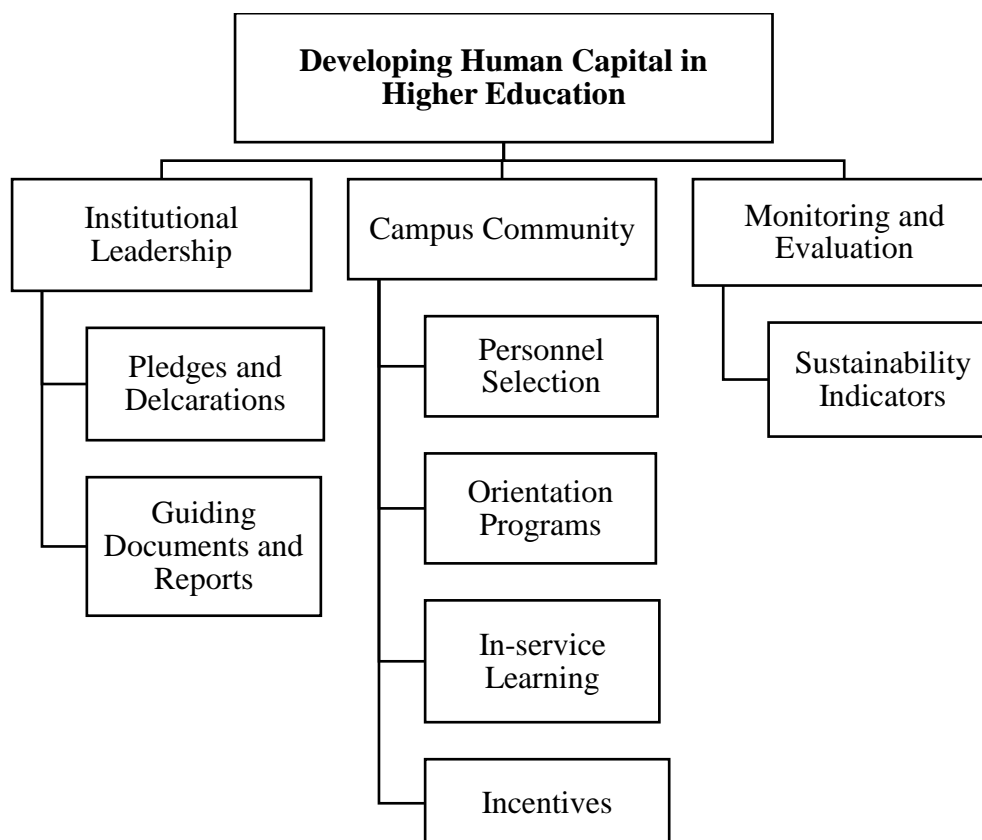 Developing Human Capital in
Higher Education
Institutional
Leadership
Pledges and
Delcarations
Guiding
Documents and
Reports
Campus Community
Personnel
Selection
Orientation
Programs
In-service
Learning
Incentives
Monitoring and
Evaluation
Sustainability
Indicators